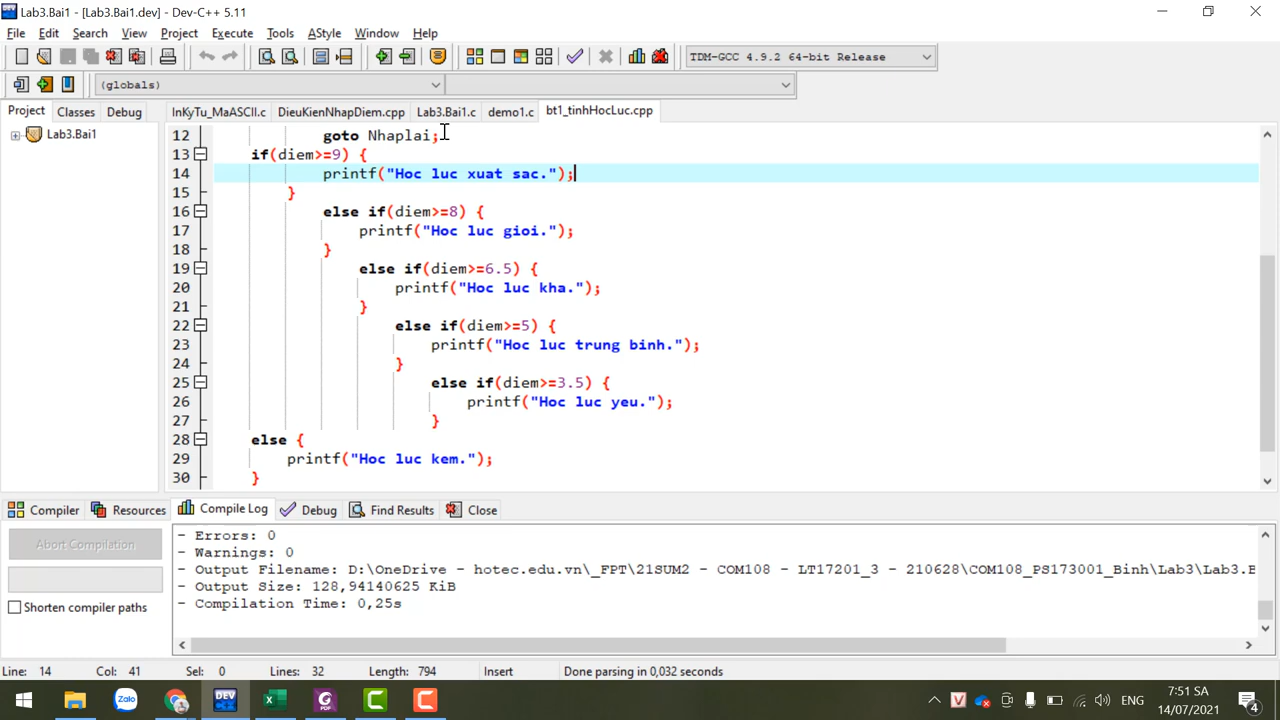 Lab3.Bai1 - [Lab3.Bai1.dev] - Dev-C++ 5.11
File Edit Search View Project Execute Tools AStyle Window Help
TDM-GCC 4.9.2 64-bit Release
(globals)
Project Classes Debug InKyTu_MaASCII.c DieuKienNhapDiem.cpp Lab3.Bai1.c demo1.c bt1_tinhHocLuc.cpp
Lab3.Bai1
12 goto Nhaplai;
13 if(diem>=9) {
14 printf("Hoc luc xuat sac.");
15 }
16 else if(diem>=8) {
17 printf("Hoc luc gioi.");
18 }
19 else if(diem>=6.5) {
20 printf("Hoc luc kha.");
21 }
22 else if(diem>=5) {
23 printf("Hoc luc trung binh.");
24 }
25 else if(diem>=3.5) {
26 printf("Hoc luc yeu.");
27 }
28 else {
29 printf("Hoc luc kem.");
30 }
Compiler Resources Compile Log Debug Find Results Close
Abort Compilation
Shorten compiler paths
- Errors: 0
- Warnings: 0
- Output Filename: D:\OneDrive - hotec.edu.vn\_FPT\21SUM2 - COM108 - LT17201_3 - 210628\COM108_PS173001_Binh\Lab3\Lab3.B
- Output Size: 128,94140625 KiB
- Compilation Time: 0,25s
Line: 14 Col: 41 Sel: 0 Lines: 32 Length: 794 Insert Done parsing in 0,032 seconds
Zalo DEV PDF ENG 7:51 SA
14/07/2021
4